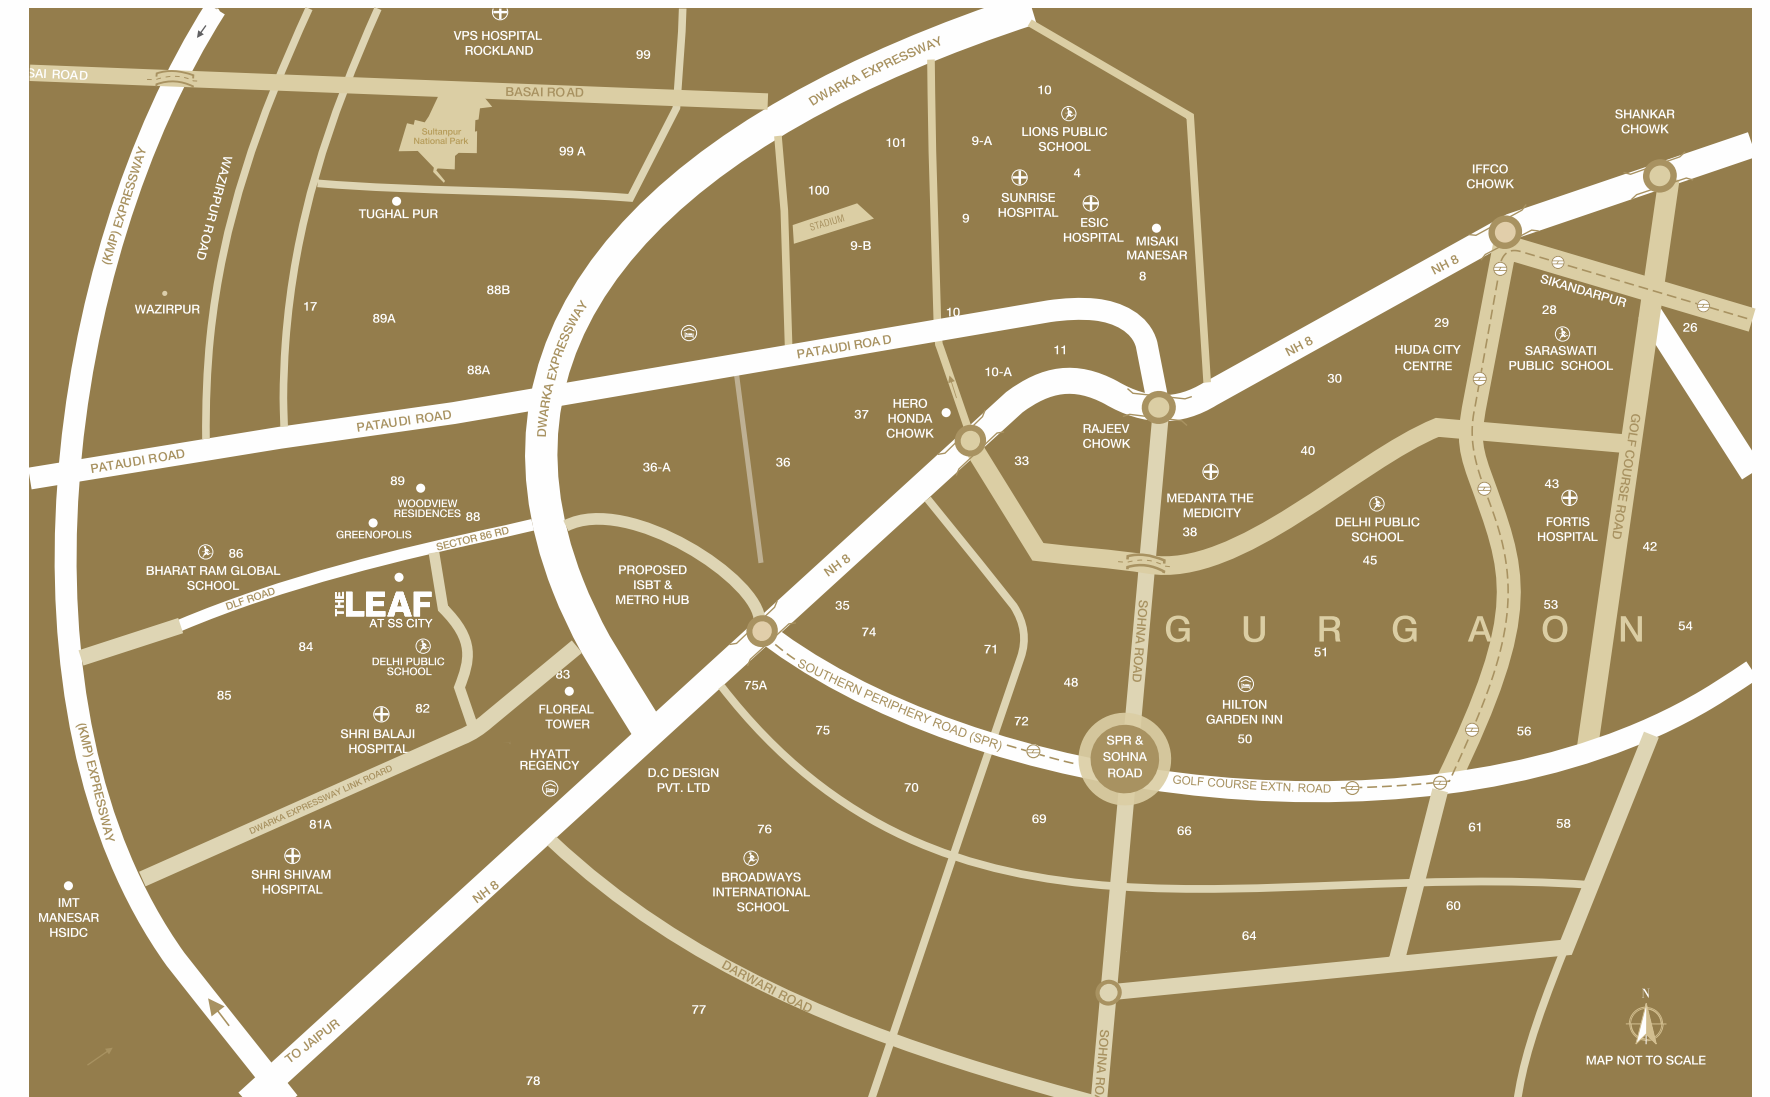 VPS HOSPITAL
ROCKLAND
99
SAI ROAD
BASAI ROAD
DWARKA EXPRESSWAY
10
LIONS PUBLIC
SCHOOL
SHANKAR
CHOWK
Sultanpur
National Park
99 A
101
9-A
4
IFFCO
CHOWK
(KMP) EXPRESSWAY
WAZIRPUR ROAD
TUGHAL PUR
100
STADIUM
9
9-B
SUNRISE
HOSPITAL
ESIC
HOSPITAL
MISAKI
MANESAR
8
NH 8
SIKANDARPUR
WAZIRPUR
17
88B
89A
88A
DWARKA EXPRESSWAY
10
PATAUDI ROAD
11
10-A
NH 8
29
28
26
HUDA CITY
CENTRE
SARASWATI
PUBLIC SCHOOL
30
PATAUDI ROAD
PATAUDI ROAD
37
HERO
HONDA
CHOWK
RAJEEV
CHOWK
GOLF COURSE ROAD
36-A
36
33
40
89
WOODVIEW
RESIDENCES
88
GREENOPOLIS
SECTOR 86 RD
MEDANTA THE
MEDICITY
38
DELHI PUBLIC
SCHOOL
45
43
FORTIS
HOSPITAL
42
86
BHARAT RAM GLOBAL
SCHOOL
DLF ROAD
THE
LEAF
AT SS CITY
PROPOSED
ISBT &
METRO HUB
NH 8
35
74
SOHNA ROAD
GURGAON
53
54
51
84
DELHI PUBLIC
SCHOOL
85
82
83
FLOREAL
TOWER
75A
SOUTHERN PERIPHERY ROAD (SPR)
71
48
72
75
HILTON
GARDEN INN
50
56
SHRI BALAJI
HOSPITAL
(KMP) EXPRESSWAY
HYATT
REGENCY
D.C DESIGN
PVT. LTD
SPR &
SOHNA
ROAD
GOLF COURSE EXTN. ROAD
DWARKA EXPRESSWAY LINK ROARD
81A
70
69
66
61
58
76
BROADWAYS
INTERNATIONAL
SCHOOL
SHRI SHIVAM
HOSPITAL
NH 8
IMT
MANESAR
HSIDC
60
64
DARWARI ROAD
77
TO JAIPUR
78
SOHNA ROA
N
MAP NOT TO SCALE